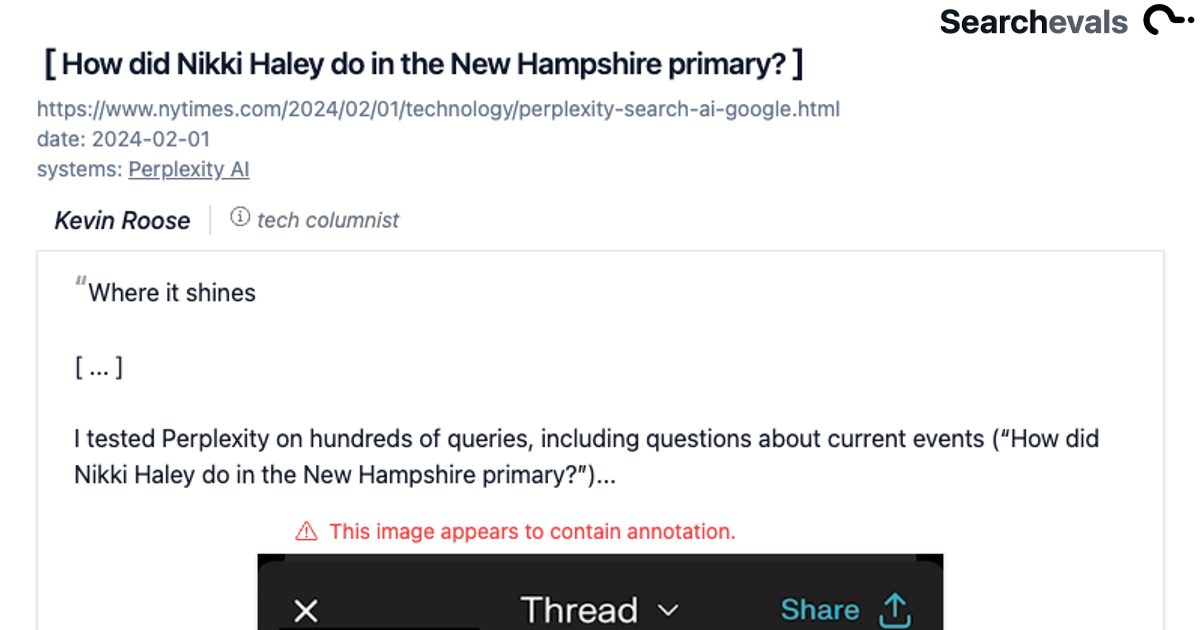 Searchevals
[ How did Nikki Haley do in the New Hampshire primary? ]
https://www.nytimes.com/2024/02/01/technology/perplexity-search-ai-google.html
date: 2024-02-01
systems: Perplexity AI
Kevin Roose | tech columnist
"Where it shines
[ ... ]
I tested Perplexity on hundreds of queries, including questions about current events (“How did
Nikki Haley do in the New Hampshire primary?”)...
This image appears to contain annotation.
Thread Share